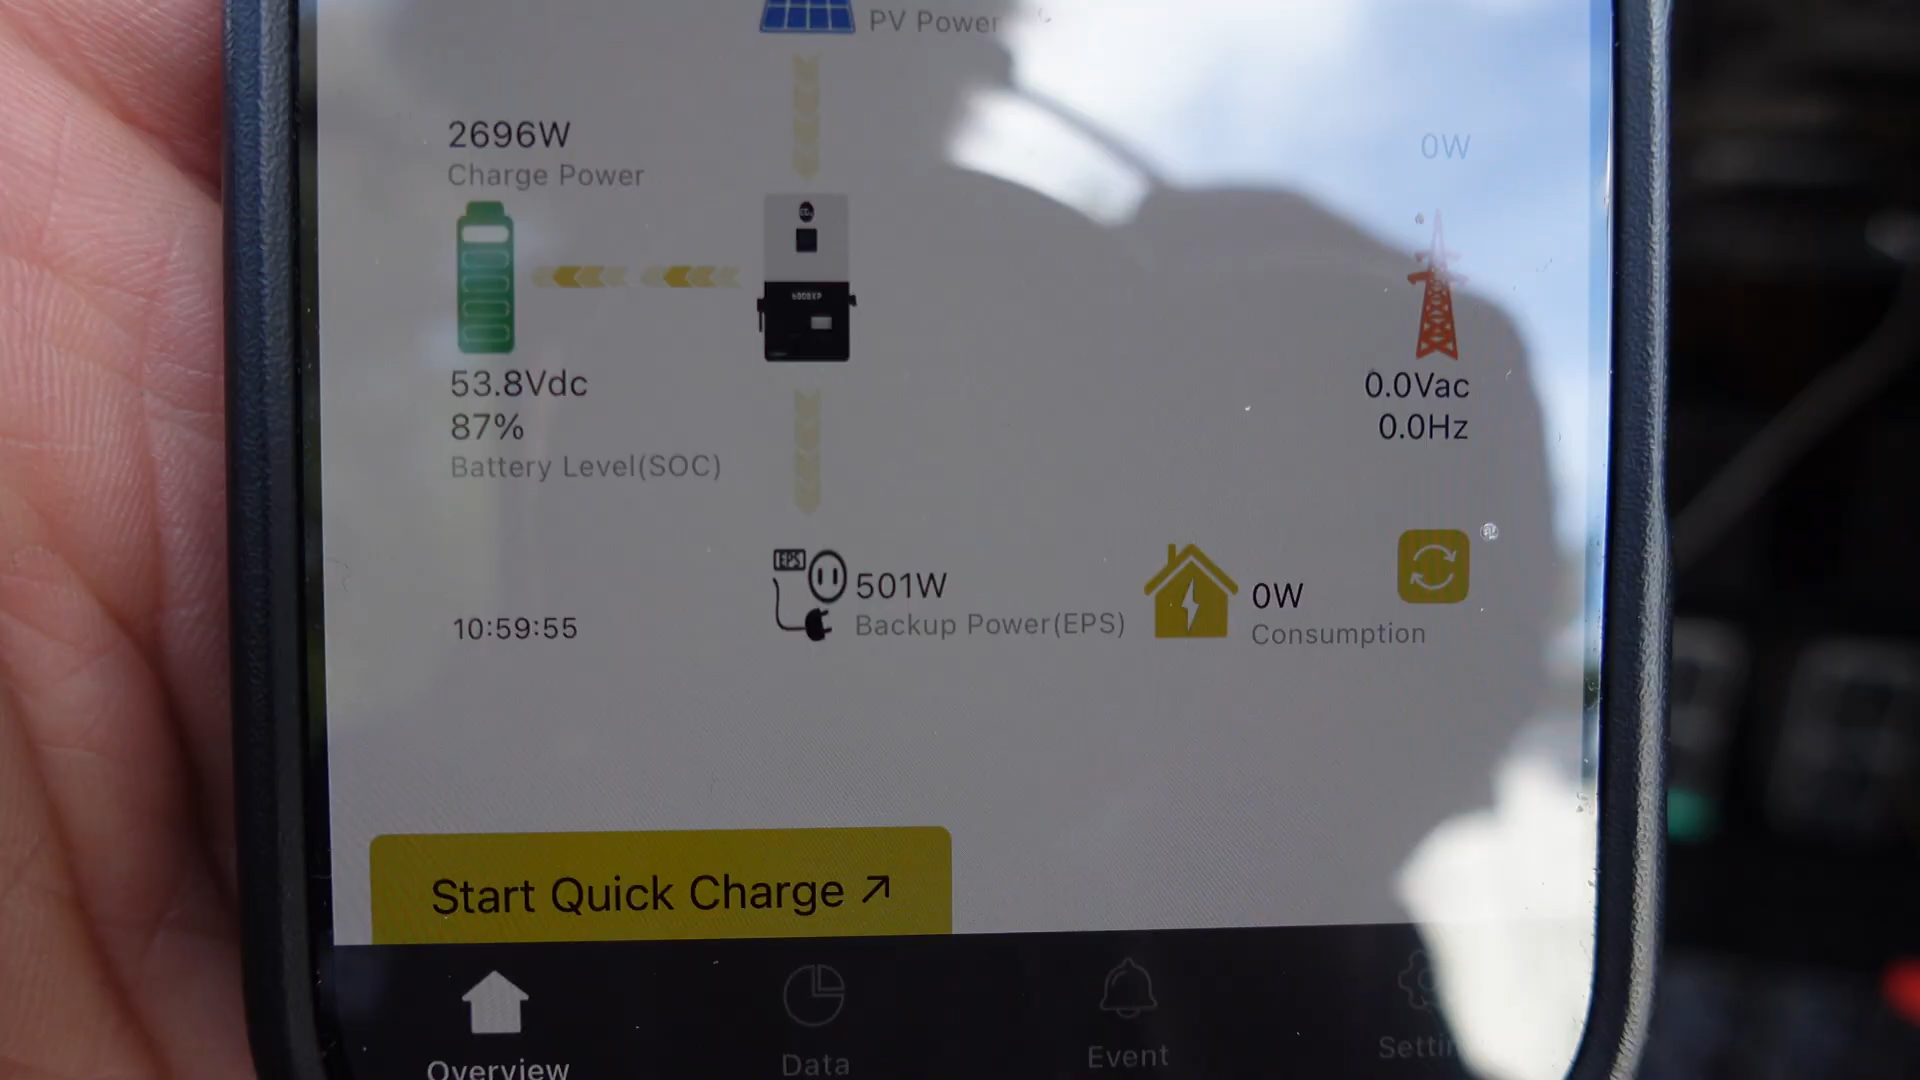 PV Power
2696W
Charge Power
0W
6000XP
53.8Vdc
87%
Battery Level(SOC)
0.0Vac
0.0Hz
EPS
501W
Backup Power(EPS)
0W
Consumption
10:59:55
Start Quick Charge ↗
Overview
Data
Event